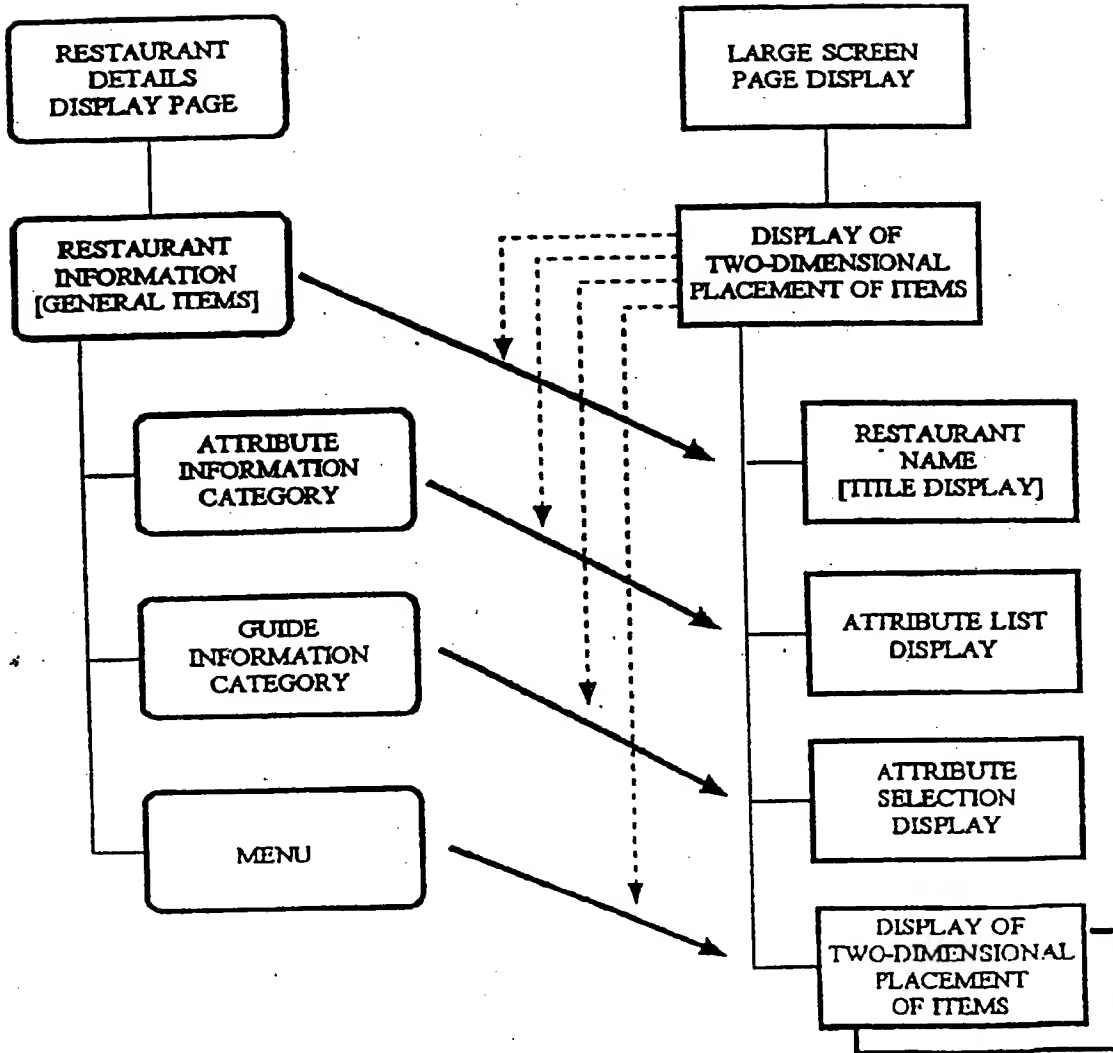 RESTAURANT
DETAILS
DISPLAY PAGE
LARGE SCREEN
PAGE DISPLAY
RESTAURANT
INFORMATION
[GENERAL ITEMS]
DISPLAY OF
TWO-DIMENSIONAL
PLACEMENT OF ITEMS
ATTRIBUTE
INFORMATION
CATEGORY
RESTAURANT
NAME
[TITLE DISPLAY]
GUIDE
INFORMATION
CATEGORY
ATTRIBUTE LIST
DISPLAY
MENU
ATTRIBUTE
SELECTION
DISPLAY
DISPLAY OF
TWO-DIMENSIONAL
PLACEMENT
OF ITEMS